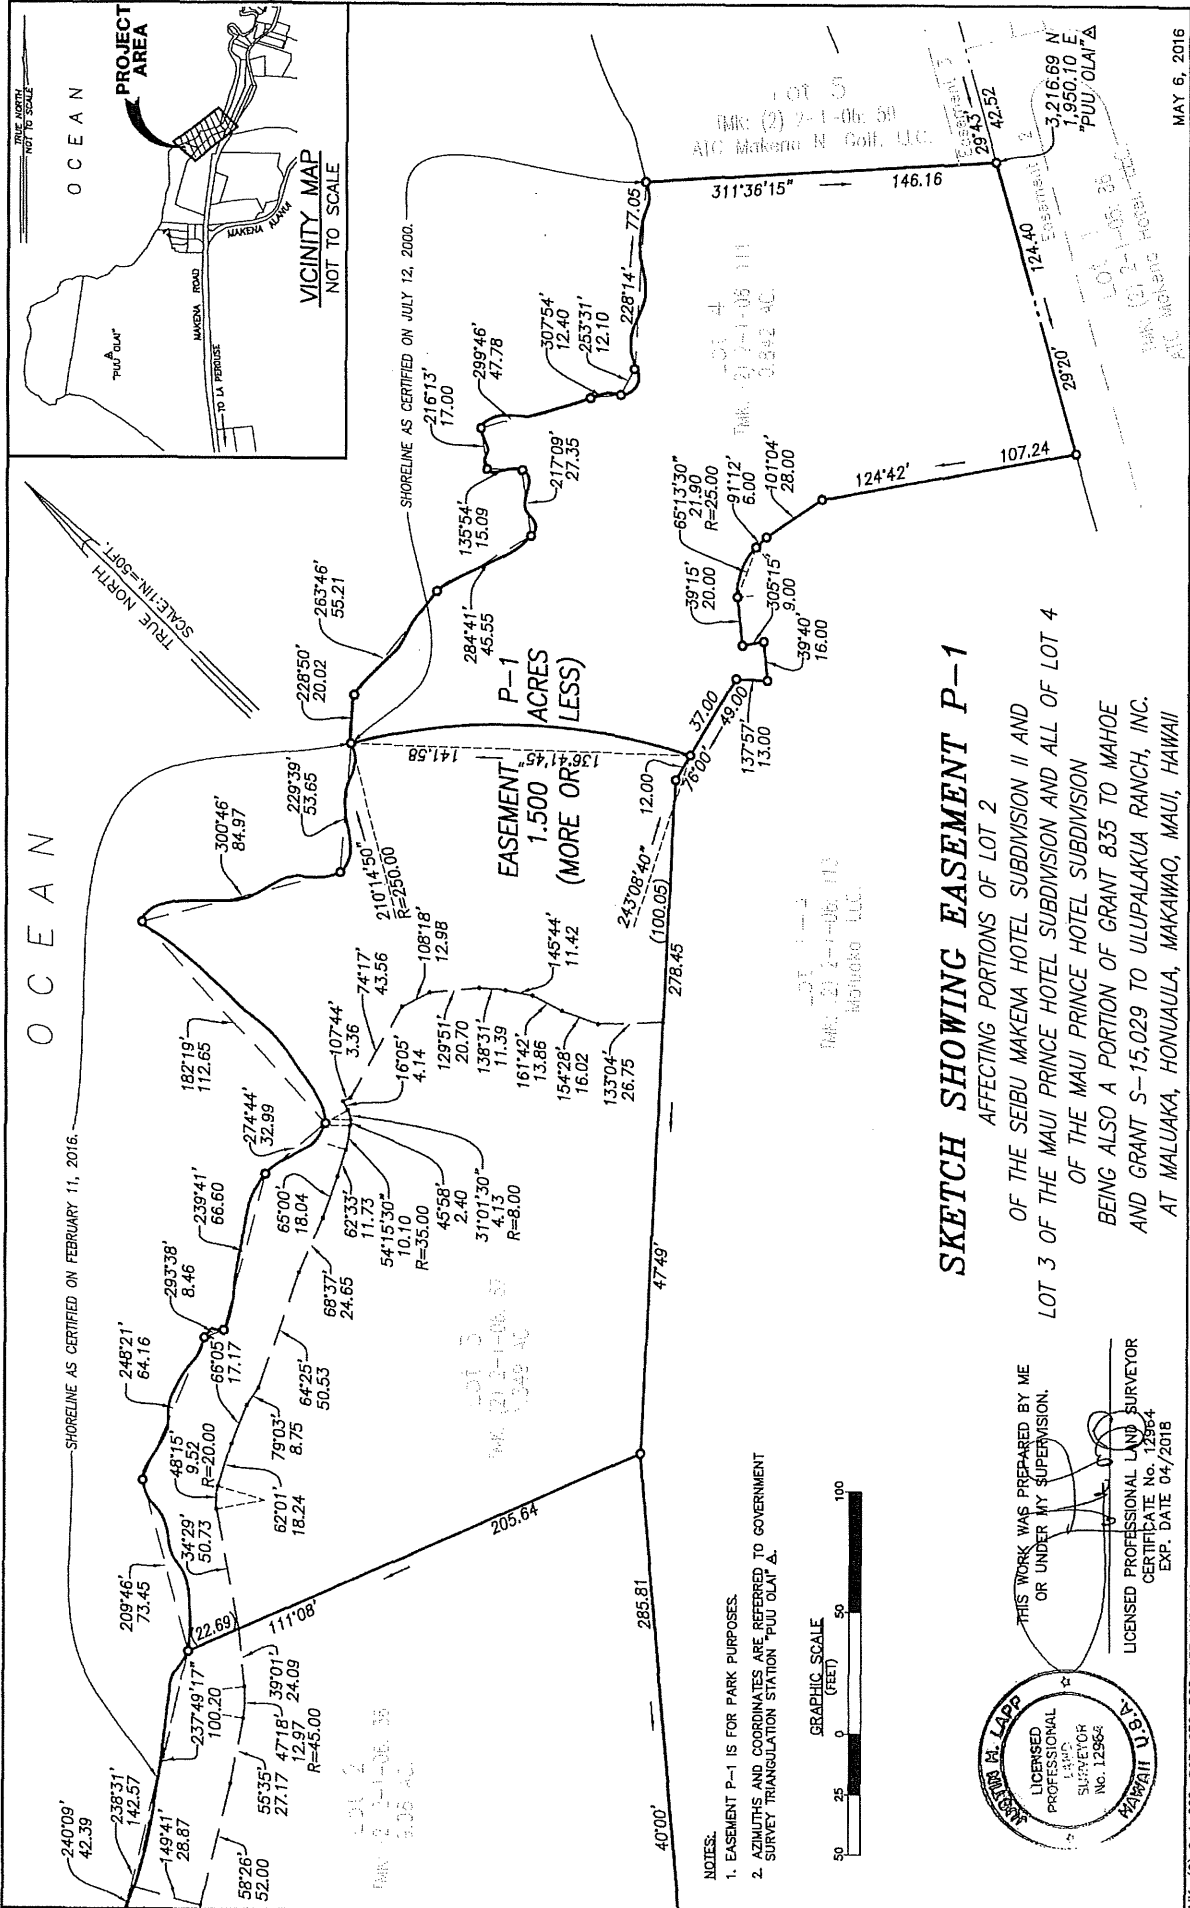 TRUE NORTH
NOT TO SCALE
OCEAN
PROJECT
AREA
"PUU OLAI"
MAKENA ROAD
TO LA PEROUSE
MAKENA ALANUI
VICINITY MAP
NOT TO SCALE
OCEAN
TRUE NORTH
SCALE:1IN.=50FT.
SHORELINE AS CERTIFIED ON FEBRUARY 11, 2016.
SHORELINE AS CERTIFIED ON JULY 12, 2000.
240°09'
42.39
238°31'
142.57
149°41'
28.87
58°26'
52.00
237°49'17"
100.20
55°35'
27.17
47°18'
12.97
R=45.00
39°01'
24.09
(22.69)
111°08'
205.64
209°46'
73.45
34°29'
50.73
48°15'
9.52
R=20.00
62°01'
18.24
248°21'
64.16
293°38'
8.46
66°05'
17.17
79°03'
8.75
64°25'
50.53
239°41'
66.60
68°37'
24.65
274°44'
32.99
65°00'
18.04
62°33'
11.73
54°15'30"
10.10
R=35.00
45°58'
2.40
31°01'30"
4.13
R=8.00
182°19'
112.65
16°05'
4.14
107°44'
3.36
74°17'
43.56
108°18'
12.98
129°51'
20.70
138°31'
11.39
145°44'
11.42
161°42'
13.86
154°28'
16.02
133°04'
26.75
300°46'
84.97
229°39'
53.65
210°14'50"
R=250.00
228°50'
20.02
263°46'
55.21
284°41'
45.55
217°09'
27.35
135°54'
15.09
216°13'
17.00
299°46'
47.78
307°54'
12.40
253°31'
12.10
228°14'
77.05
311°36'15"
146.16
29°43'
42.52
3,216.69 N
1,950.10 E
"PUU OLAI"
124.40
29°20'
107.24
124°42'
101°04'
28.00
91°12'
6.00
65°13'30"
21.90
R=25.00
39°15'
20.00
305°15'
9.00
39°40'
16.00
137°57'
13.00
37.00
49.00
76°00'
12.00
243°08'40"
(100.05)
278.45
47°49'
285.81
40°00'
141.58
136°41'45"
EASEMENT P-1
1.500 ACRES
(MORE OR LESS)
Lot 5
TMK: (2) 2-1-06: 59
ATC Makena N Golf, LLC.
Easement 3
Easement 2
NOTES:
1. EASEMENT P-1 IS FOR PARK PURPOSES.
2. AZIMUTHS AND COORDINATES ARE REFERRED TO GOVERNMENT
SURVEY TRIANGULATION STATION "PUU OLAI"
GRAPHIC SCALE
(FEET)
50 25 0 50 100
SKETCH SHOWING EASEMENT P-1
AFFECTING PORTIONS OF LOT 2
OF THE SEIBU MAKENA HOTEL SUBDIVISION II AND
LOT 3 OF THE MAUI PRINCE HOTEL SUBDIVISION AND ALL OF LOT 4
OF THE MAUI PRINCE HOTEL SUBDIVISION
BEING ALSO A PORTION OF GRANT 835 TO MAHOE
AND GRANT S-15,029 TO ULUPALAKUA RANCH, INC.
AT MALUAKA, HONUAULA, MAKAWAO, MAUI, HAWAII
THIS WORK WAS PREPARED BY ME
OR UNDER MY SUPERVISION.
LICENSED PROFESSIONAL LAND SURVEYOR
CERTIFICATE No. 12964
EXP. DATE 04/2018
LICENSED
PROFESSIONAL
LAND
SURVEYOR
No. 12964
HAWAII U.S.A.
MAY 6, 2016